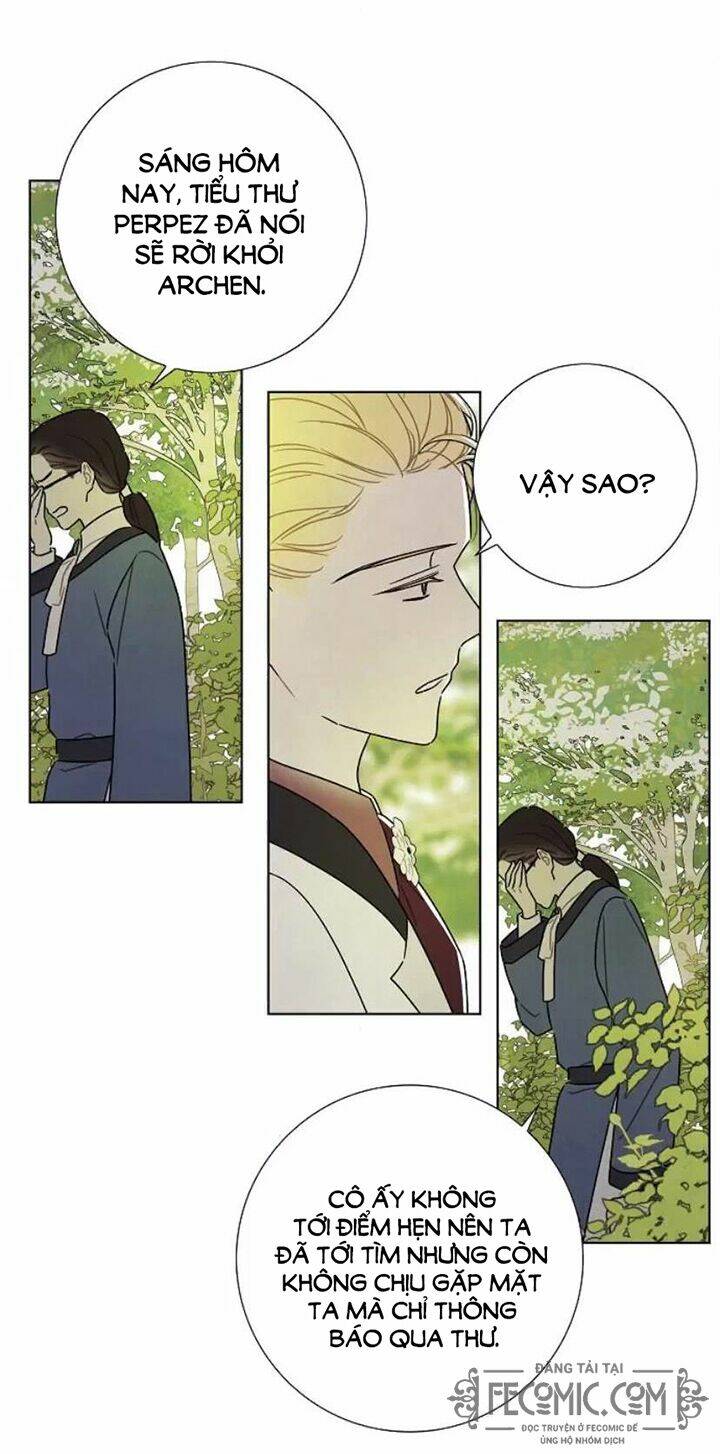 SÁNG HÔM
NAY, TIỂU THƯ
PERPEZ ĐÃ NÓI
SẼ RỜI KHỎI
ARCHEN.
VẬY SAO?
CÔ ẤY KHÔNG
TỚI ĐIỂM HẸN NÊN TA
ĐÃ TỚI TÌM NHƯNG CÒN
KHÔNG CHỊU GẶP MẶT
TA MÀ CHỈ THÔNG
BÁO QUA THƯ.
ĐĂNG TẢI TẠI
FECOMIC.COM
ĐỌC TRUYỆN Ở FECOMIC ĐỂ
ỦNG HỘ NHÓM DỊCH